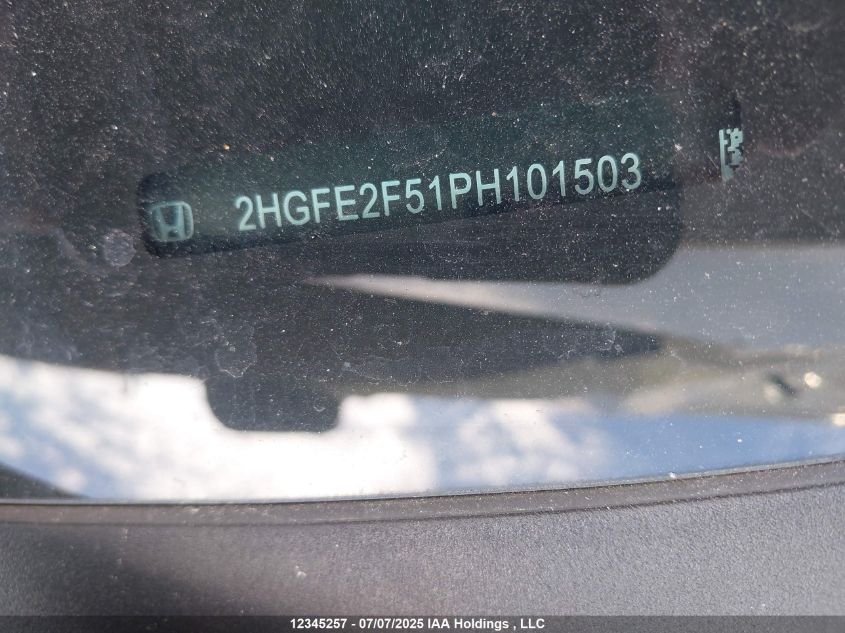 2HGFE2F51PH101503
12345257 - 07/07/2025 IAA Holdings , LLC